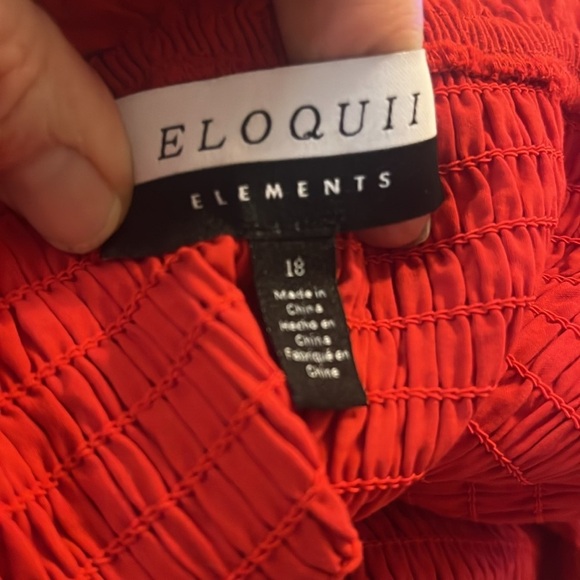 ELOQUII
ELEMENTS
18
Made in
China
Hecho en
China
Fabriqué en
Chine